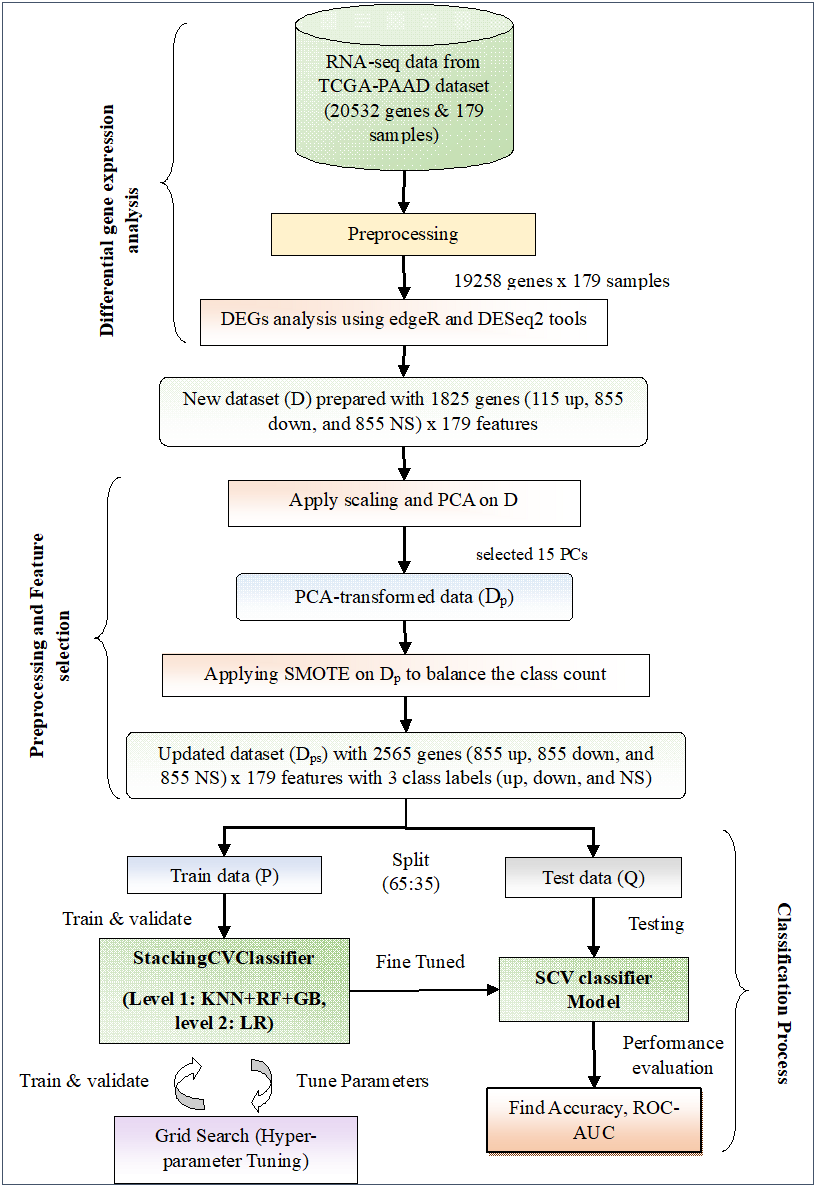 RNA-seq data from
TCGA-PAAD dataset
(20532 genes & 179
samples)
Differential gene expression
analysis
Preprocessing
19258 genes x 179 samples
DEGs analysis using edgeR and DESeq2 tools
New dataset (D) prepared with 1825 genes (115 up, 855
down, and 855 NS) x 179 features
Preprocessing and Feature
selection
Apply scaling and PCA on D
selected 15 PCs
PCA-transformed data (Dp)
Applying SMOTE on Dp to balance the class count
Updated dataset (Dps) with 2565 genes (855 up, 855 down, and
855 NS) x 179 features with 3 class labels (up, down, and NS)
Train data (P)
Split
(65:35)
Test data (Q)
Train & validate
Testing
StackingCVClassifier
(Level 1: KNN+RF+GB,
level 2: LR)
Fine Tuned
SCV classifier
Model
Classification Process
Performance
evaluation
Train & validate
Tune Parameters
Grid Search (Hyper-
parameter Tuning)
Find Accuracy, ROC-
AUC